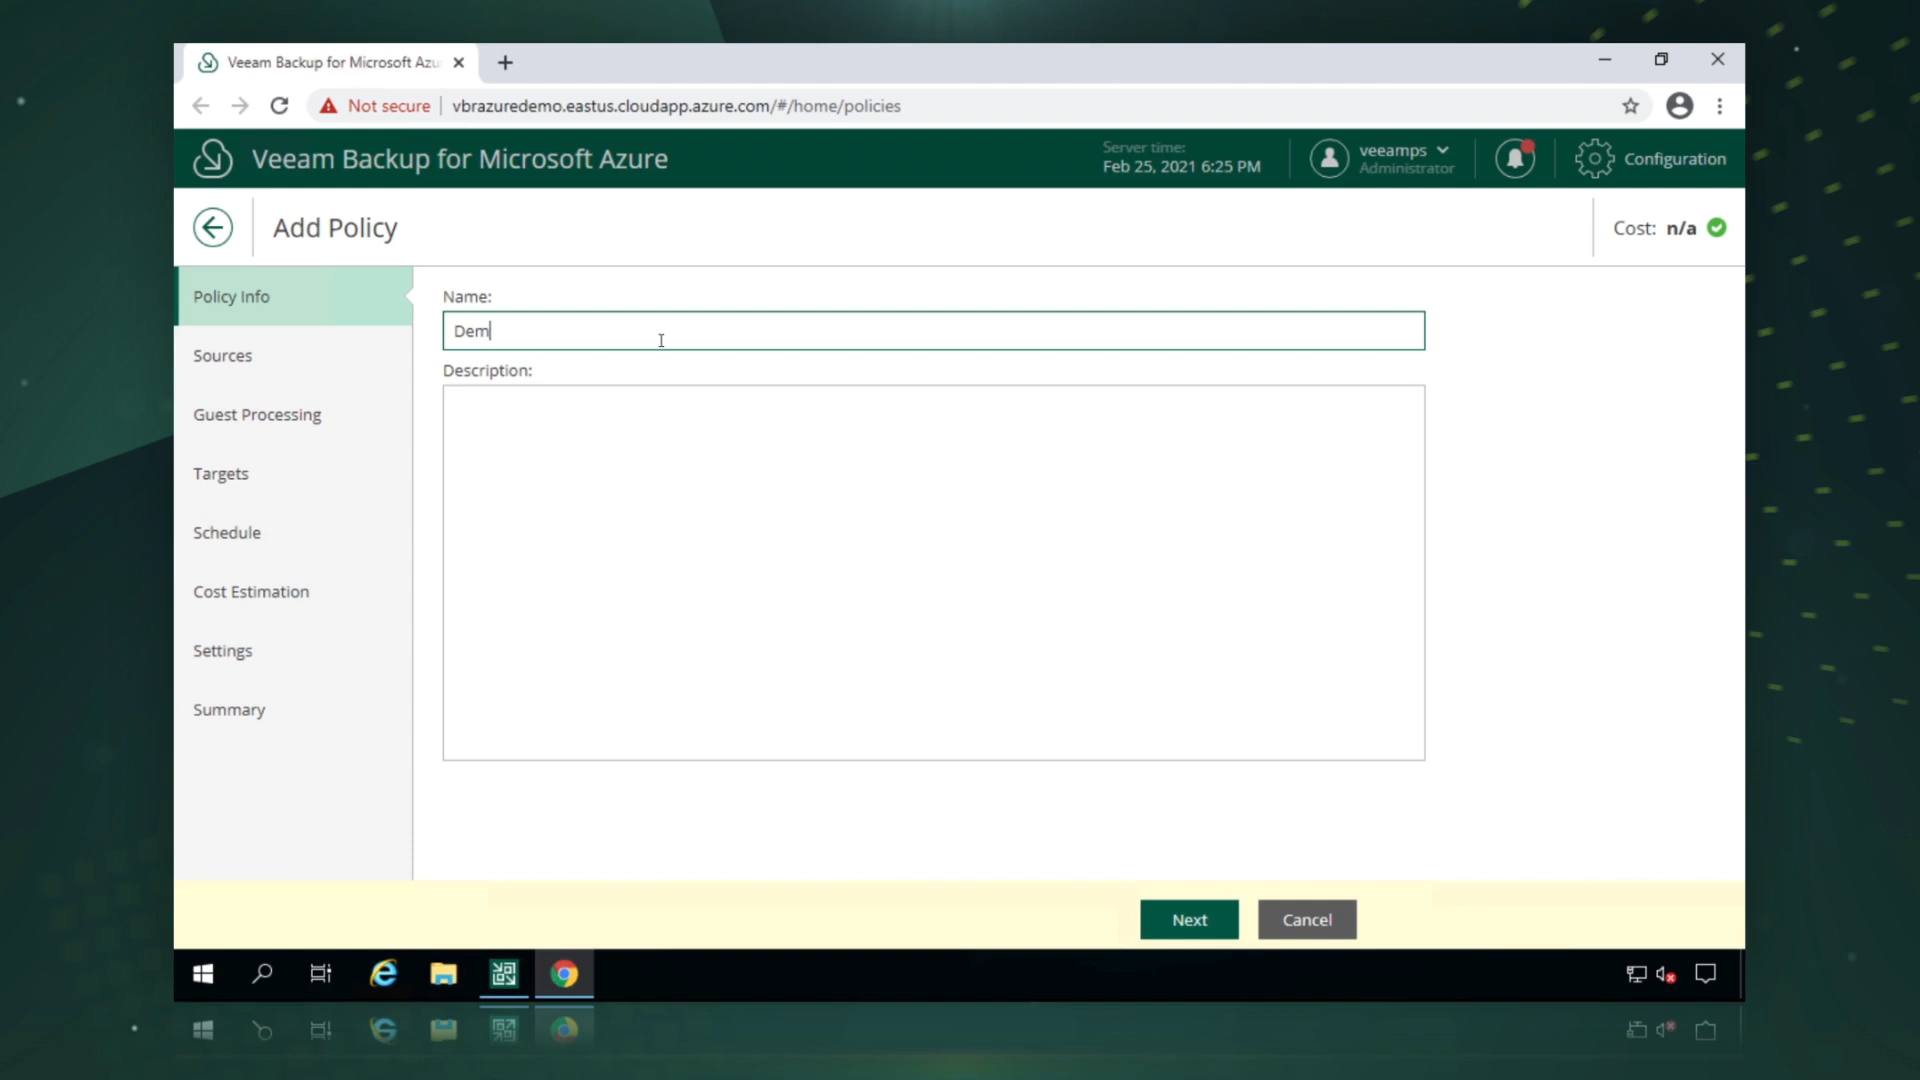 Veeam Backup for Microsoft Azu
Not secure
vbrazuredemo.eastus.cloudapp.azure.com/#/home/policies
Veeam Backup for Microsoft Azure
Server time:
Feb 25, 2021 6:25 PM
veeamps
Administrator
Configuration
Add Policy
Cost: n/a
Policy Info
Sources
Guest Processing
Targets
Schedule
Cost Estimation
Settings
Summary
Name:
Dem
Description:
Next
Cancel